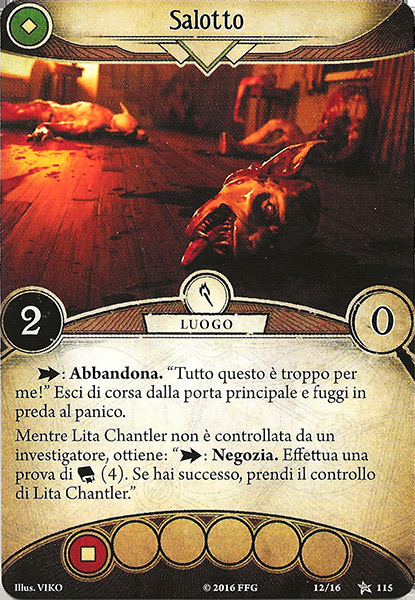 Salotto
2
LUOGO
0
: Abbandona. “Tutto questo è troppo per
me!” Esci di corsa dalla porta principale e fuggi in
preda al panico.
Mentre Lita Chantler non è controllata da un
investigatore, ottiene: “ : Negozia. Effettua una
prova di (4). Se hai successo, prendi il controllo
di Lita Chantler.”
Illus. VIKO
© 2016 FFG
12/16
115